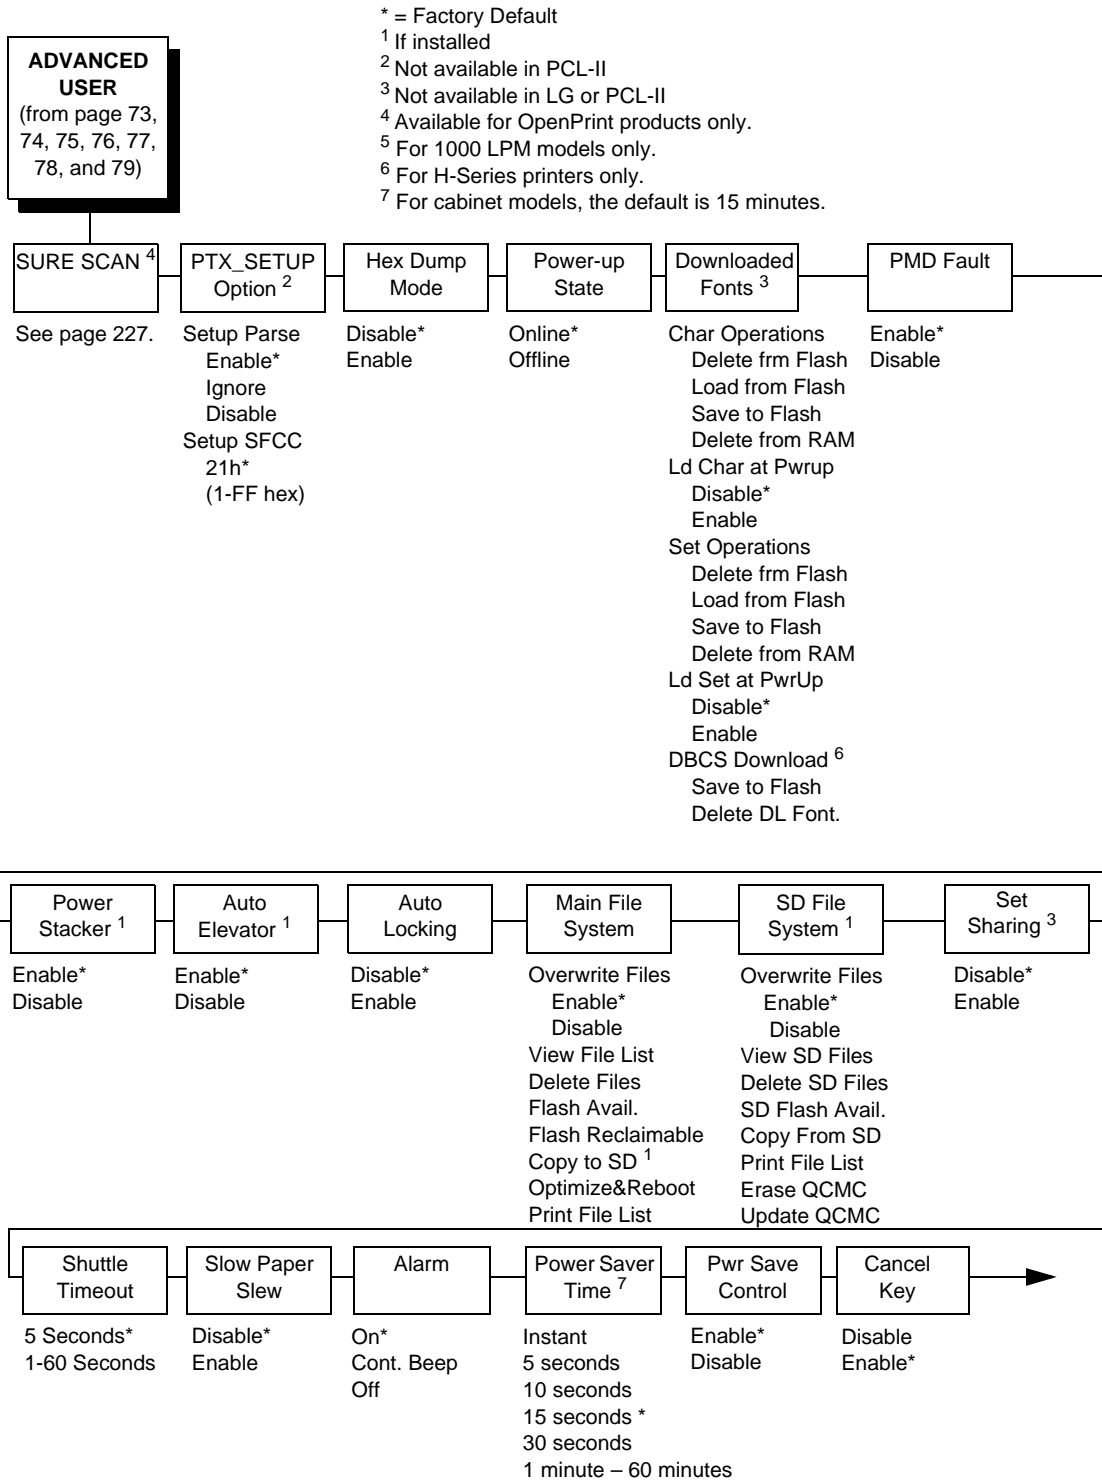 * = Factory Default
1 If installed
2 Not available in PCL-II
3 Not available in LG or PCL-II
4 Available for OpenPrint products only.
5 For 1000 LPM models only.
6 For H-Series printers only.
7 For cabinet models, the default is 15 minutes.
ADVANCED
USER
(from page 73,
74, 75, 76, 77,
78, and 79)
SURE SCAN 4
See page 227.
PTX_SETUP
Option 2
Setup Parse
Enable*
Ignore
Disable
Setup SFCC
21h*
(1-FF hex)
Hex Dump
Mode
Disable*
Enable
Power-up
State
Online*
Offline
Downloaded
Fonts 3
Char Operations
Delete frm Flash
Load from Flash
Save to Flash
Delete from RAM
Ld Char at Pwrup
Disable*
Enable
Set Operations
Delete frm Flash
Load from Flash
Save to Flash
Delete from RAM
Ld Set at PwrUp
Disable*
Enable
DBCS Download 6
Save to Flash
Delete DL Font.
PMD Fault
Enable*
Disable
Power
Stacker 1
Enable*
Disable
Auto
Elevator 1
Enable*
Disable
Auto
Locking
Disable*
Enable
Main File
System
Overwrite Files
Enable*
Disable
View File List
Delete Files
Flash Avail.
Flash Reclaimable
Copy to SD 1
Optimize&Reboot
Print File List
SD File
System 1
Overwrite Files
Enable*
Disable
View SD Files
Delete SD Files
SD Flash Avail.
Copy From SD
Print File List
Erase QCMC
Update QCMC
Set
Sharing 3
Disable*
Enable
Shuttle
Timeout
5 Seconds*
1-60 Seconds
Slow Paper
Slew
Disable*
Enable
Alarm
On*
Cont. Beep
Off
Power Saver
Time 7
Instant
5 seconds
10 seconds
15 seconds *
30 seconds
1 minute – 60 minutes
Pwr Save
Control
Enable*
Disable
Cancel
Key
Disable
Enable*